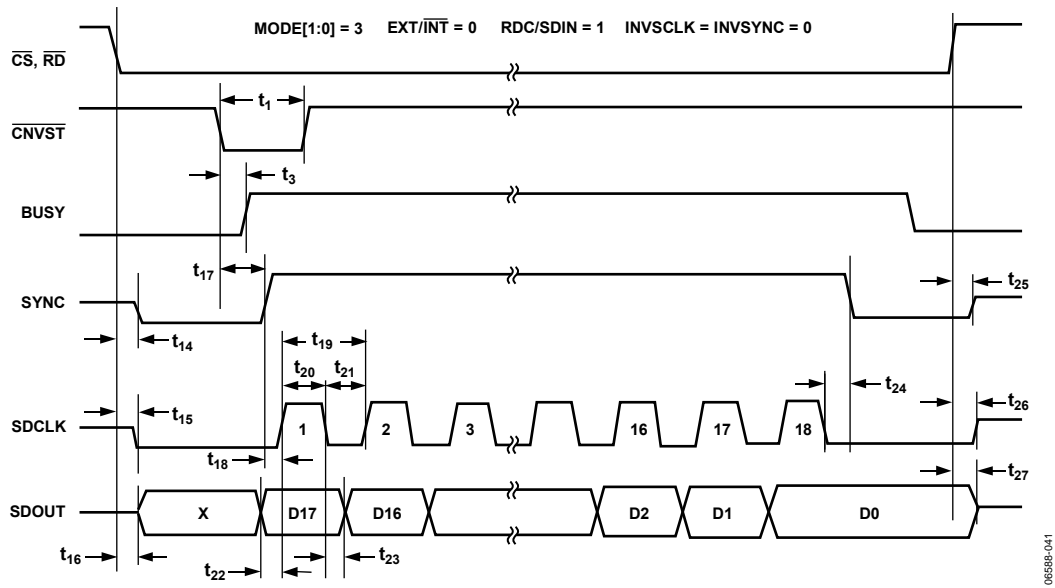 MODE[1:0] = 3 EXT/INT = 0 RDC/SDIN = 1 INVSCLK = INVSYNC = 0
CS, RD
t1
CNVST
t3
BUSY
t17
SYNC
t25
t14
t19
t20
t21
t24
t15
t26
SDCLK
1
2
3
16
17
18
t18
t27
SDOUT
X
D17
D16
D2
D1
D0
t16
t22
t23
06588-041